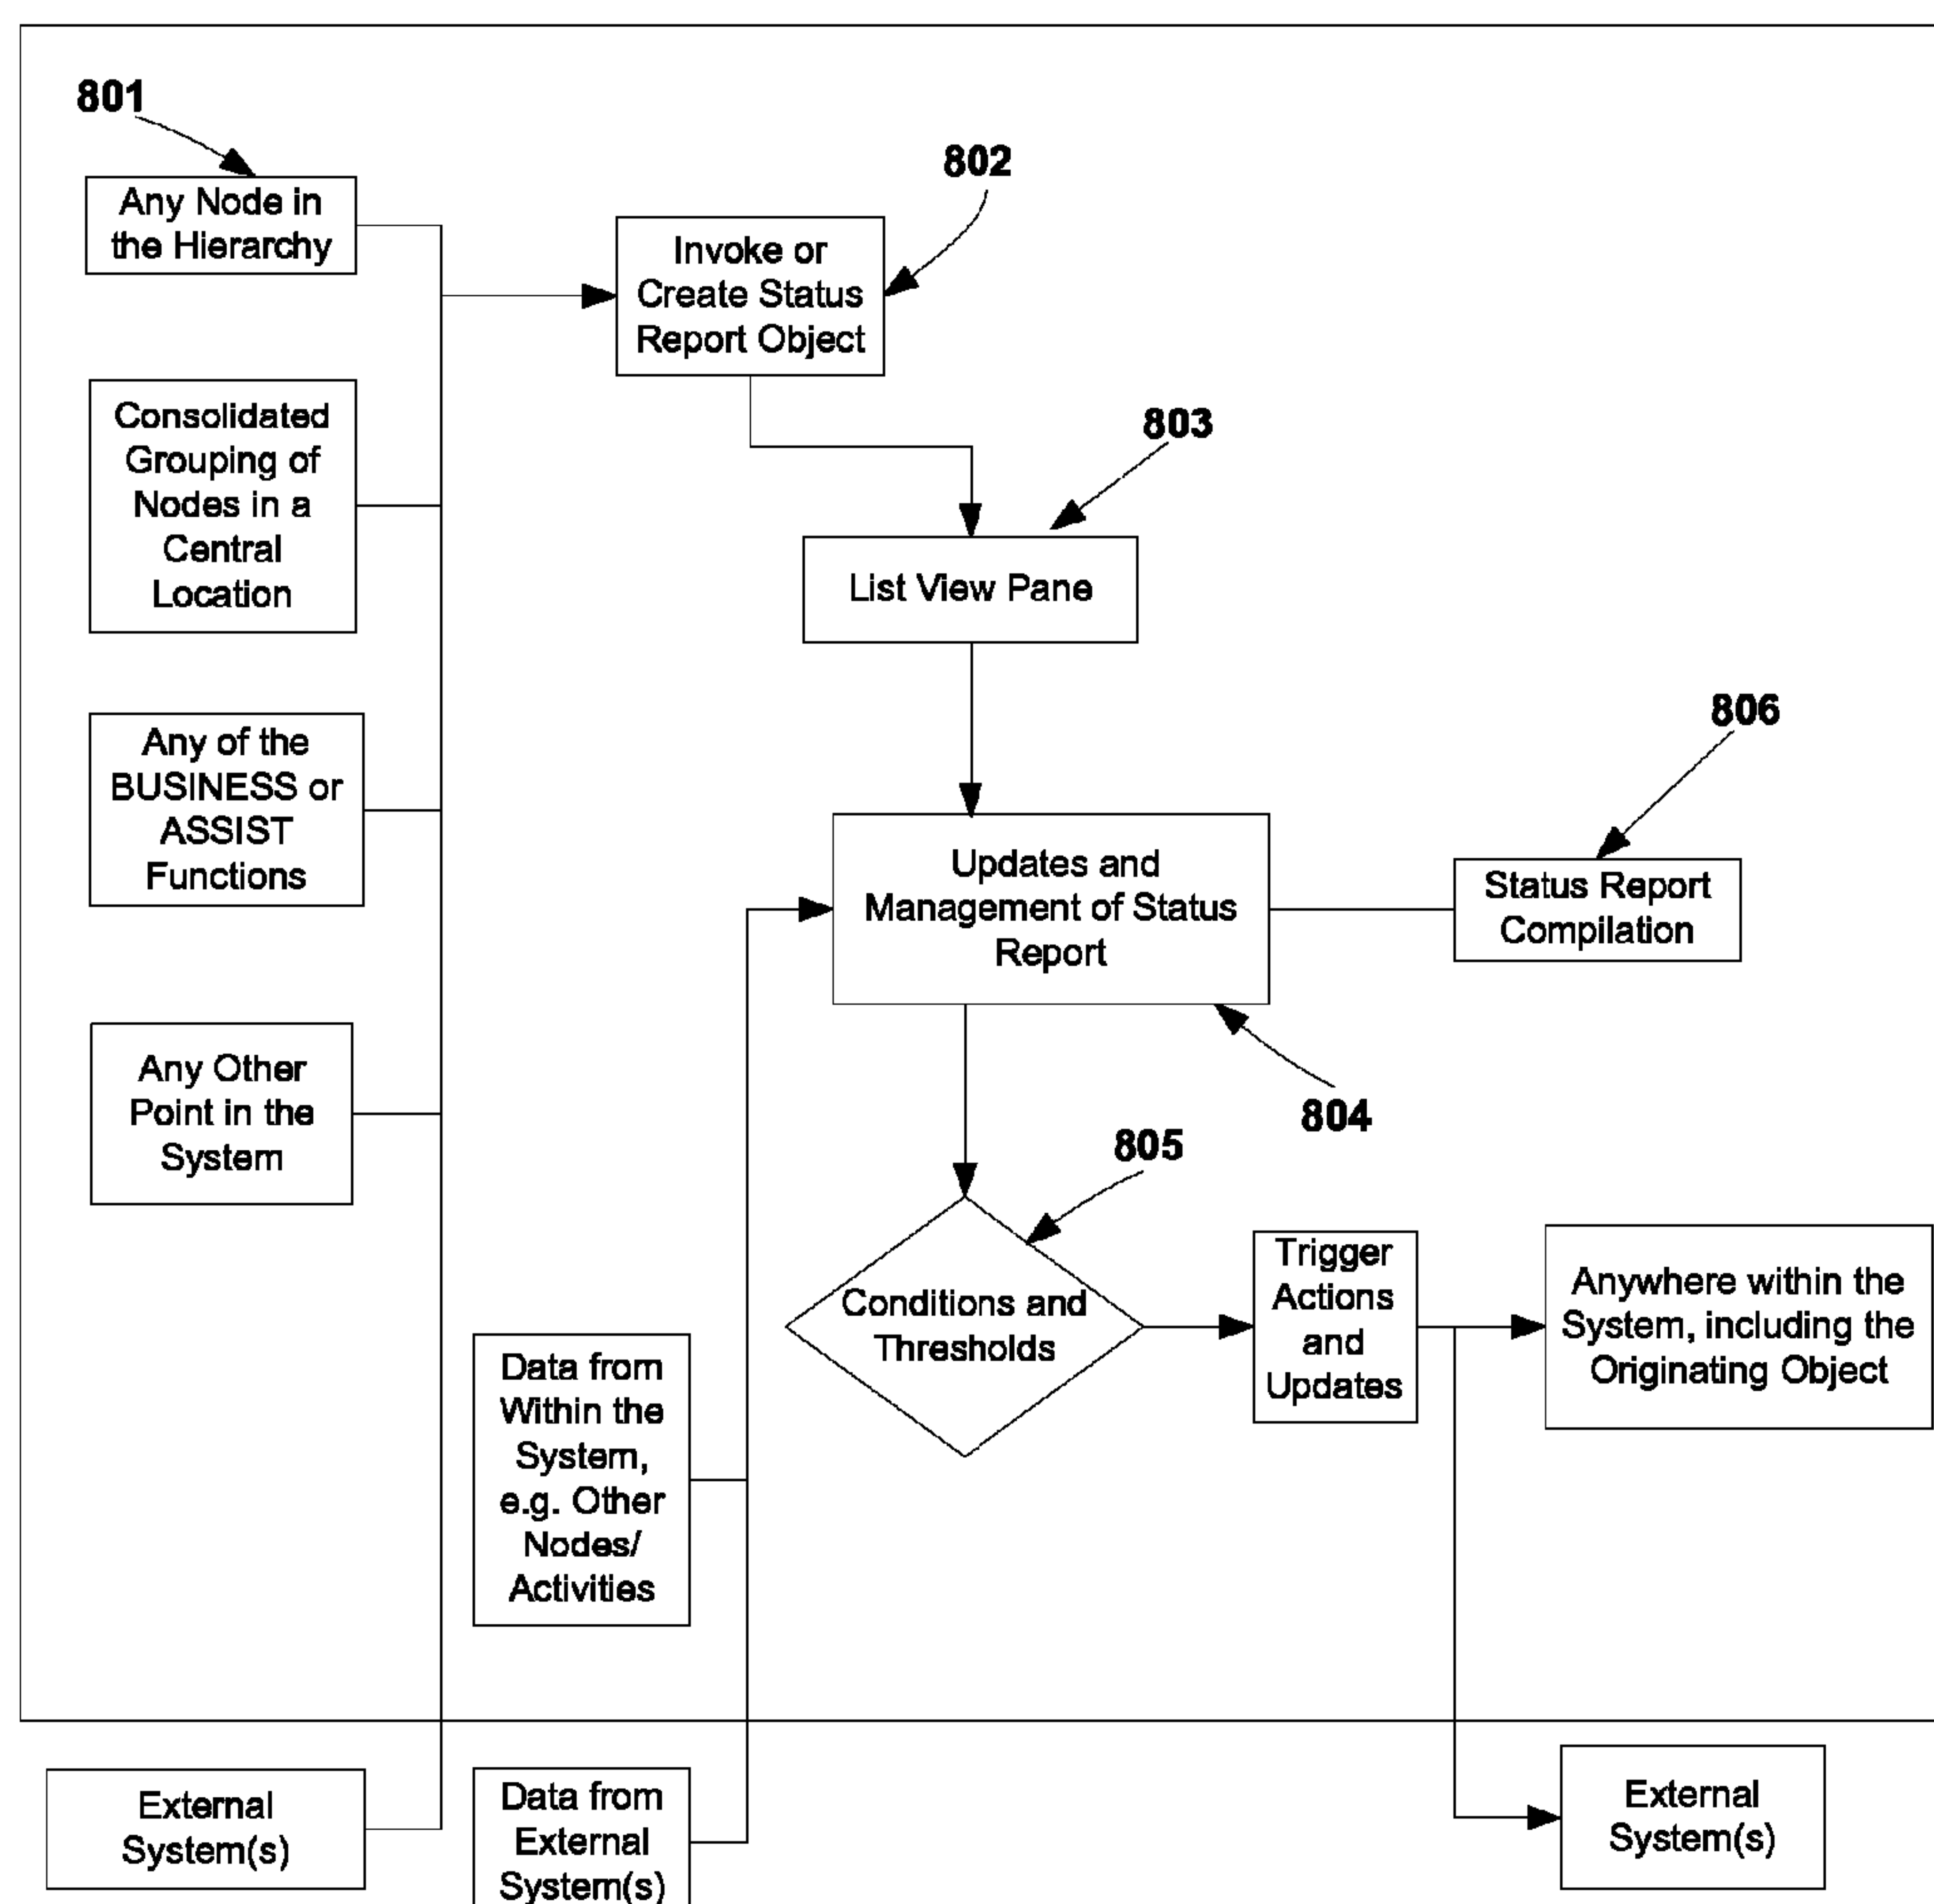 801
Any Node in
the Hierarchy
802
Invoke or
Create Status
Report Object
Consolidated
Grouping of
Nodes in a
Central
Location
803
List View Pane
Any of the
BUSINESS or
ASSIST
Functions
806
Updates and
Management of Status
Report
Status Report
Compilation
804
Any Other
Point in the
System
805
Conditions and
Thresholds
Trigger
Actions
and
Updates
Anywhere within the
System, including the
Originating Object
Data from
Within the
System,
e.g. Other
Nodes/
Activities
External
System(s)
Data from
External
System(s)
External
System(s)